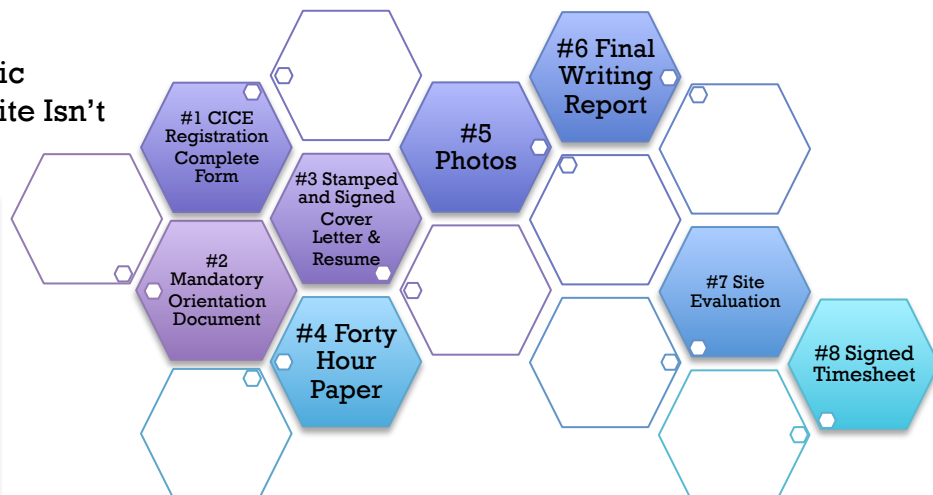 ic
ite Isn't
#1 CICE
Registration
Complete
Form
#2
Mandatory
Orientation
Document
#3 Stamped
and Signed
Cover
Letter &
Resume
#4 Forty
Hour
Paper
#5
Photos
#6 Final
Writing
Report
#7 Site
Evaluation
#8 Signed
Timesheet